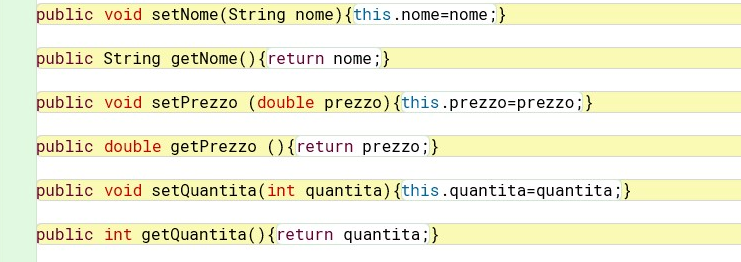 public void setNome(String nome){this.nome=nome;}
public String getNome(){return nome;}
public void setPrezzo (double prezzo){this.prezzo=prezzo;}
public double getPrezzo (){return prezzo;}
public void setQuantita(int quantita){this.quantita=quantita;}
public int getQuantita(){return quantita;}